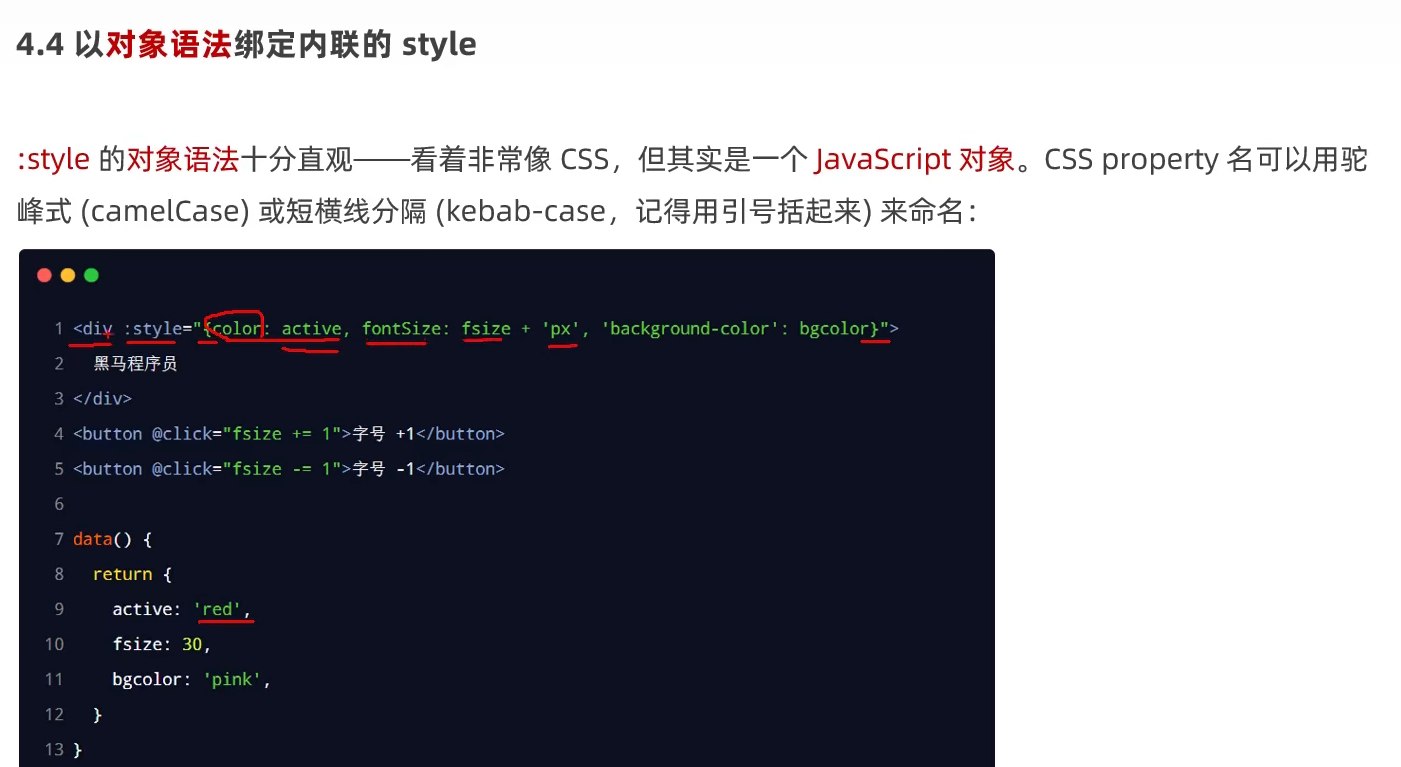 4.4 以对象语法绑定内联的 style
:style 的对象语法十分直观——看着非常像 CSS，但其实是一个 JavaScript 对象。CSS property 名可以用驼
峰式 (camelCase) 或短横线分隔 (kebab-case，记得用引号括起来) 来命名：
1 <div :style="{color: active, fontSize: fsize + 'px', 'background-color': bgcolor}">
2 黑马程序员
3 </div>
4 <button @click="fsize += 1">字号 +1</button>
5 <button @click="fsize -= 1">字号 -1</button>
6
7 data() {
8 return {
9 active: 'red',
10 fsize: 30,
11 bgcolor: 'pink',
12 }
13 }